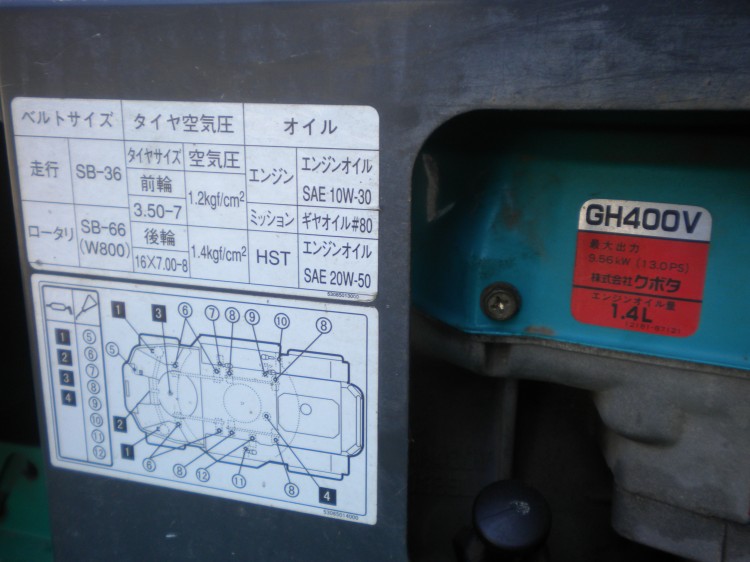 ベルトサイズ タイヤ空気圧 オイル
走行 SB-36 タイヤサイズ 空気圧 エンジン エンジンオイル SAE 10W-30
前輪 3.50-7 1.2kgf/cm² ミッション ギヤオイル#80
ロータリ SB-66 (W800) 後輪 16×7.00-8 1.4kgf/cm² HST エンジンオイル SAE 20W-50
1 ⑤
2 ⑥
3 ⑦
4 ⑧
⑨
⑩
⑪
⑫
1 3 ⑥ ⑦ ⑧ ⑨ ⑩ ⑧
⑤
2
1
⑥ ⑧ ⑫ ⑪ ⑧ 4
GH400V
最大出力
9.56kW (13.0PS)
株式会社クボタ
エンジンオイル量
1.4L